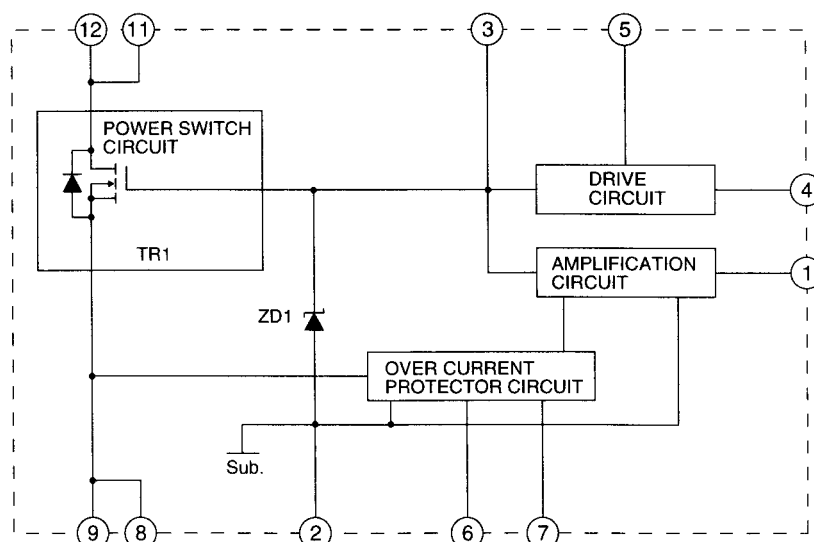 12
11
3
5
POWER SWITCH
CIRCUIT
TR1
DRIVE
CIRCUIT
4
AMPLIFICATION
CIRCUIT
1
ZD1
OVER CURRENT
PROTECTOR CIRCUIT
Sub.
9
8
2
6
7